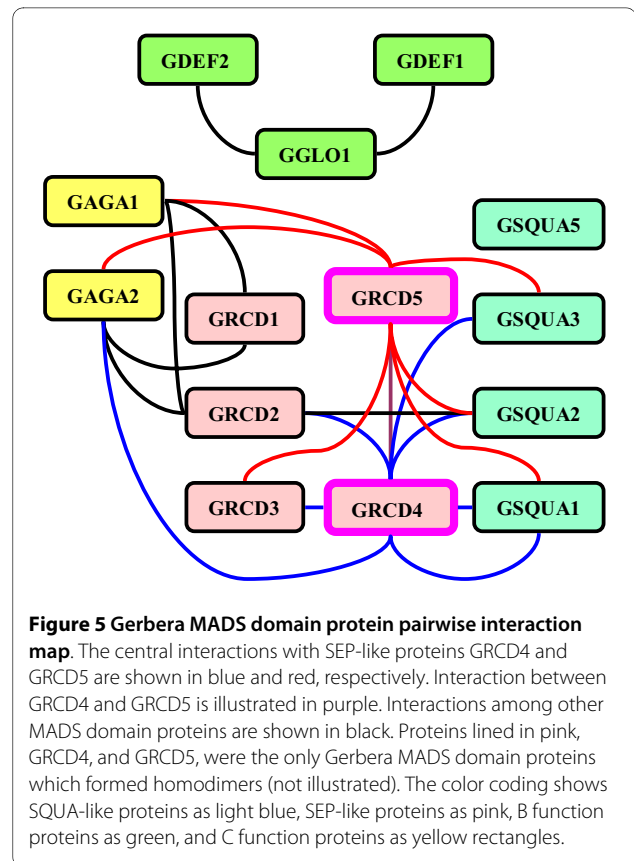 GDEF2
GDEF1
GGLO1
GAGA1
GSQUA5
GAGA2
GRCD5
GRCD1
GSQUA3
GRCD2
GSQUA2
GRCD3
GRCD4
GSQUA1
Figure 5 Gerbera MADS domain protein pairwise interaction
map. The central interactions with SEP-like proteins GRCD4 and
GRCD5 are shown in blue and red, respectively. Interaction between
GRCD4 and GRCD5 is illustrated in purple. Interactions among other
MADS domain proteins are shown in black. Proteins lined in pink,
GRCD4, and GRCD5, were the only Gerbera MADS domain proteins
which formed homodimers (not illustrated). The color coding shows
SQUA-like proteins as light blue, SEP-like proteins as pink, B function
proteins as green, and C function proteins as yellow rectangles.